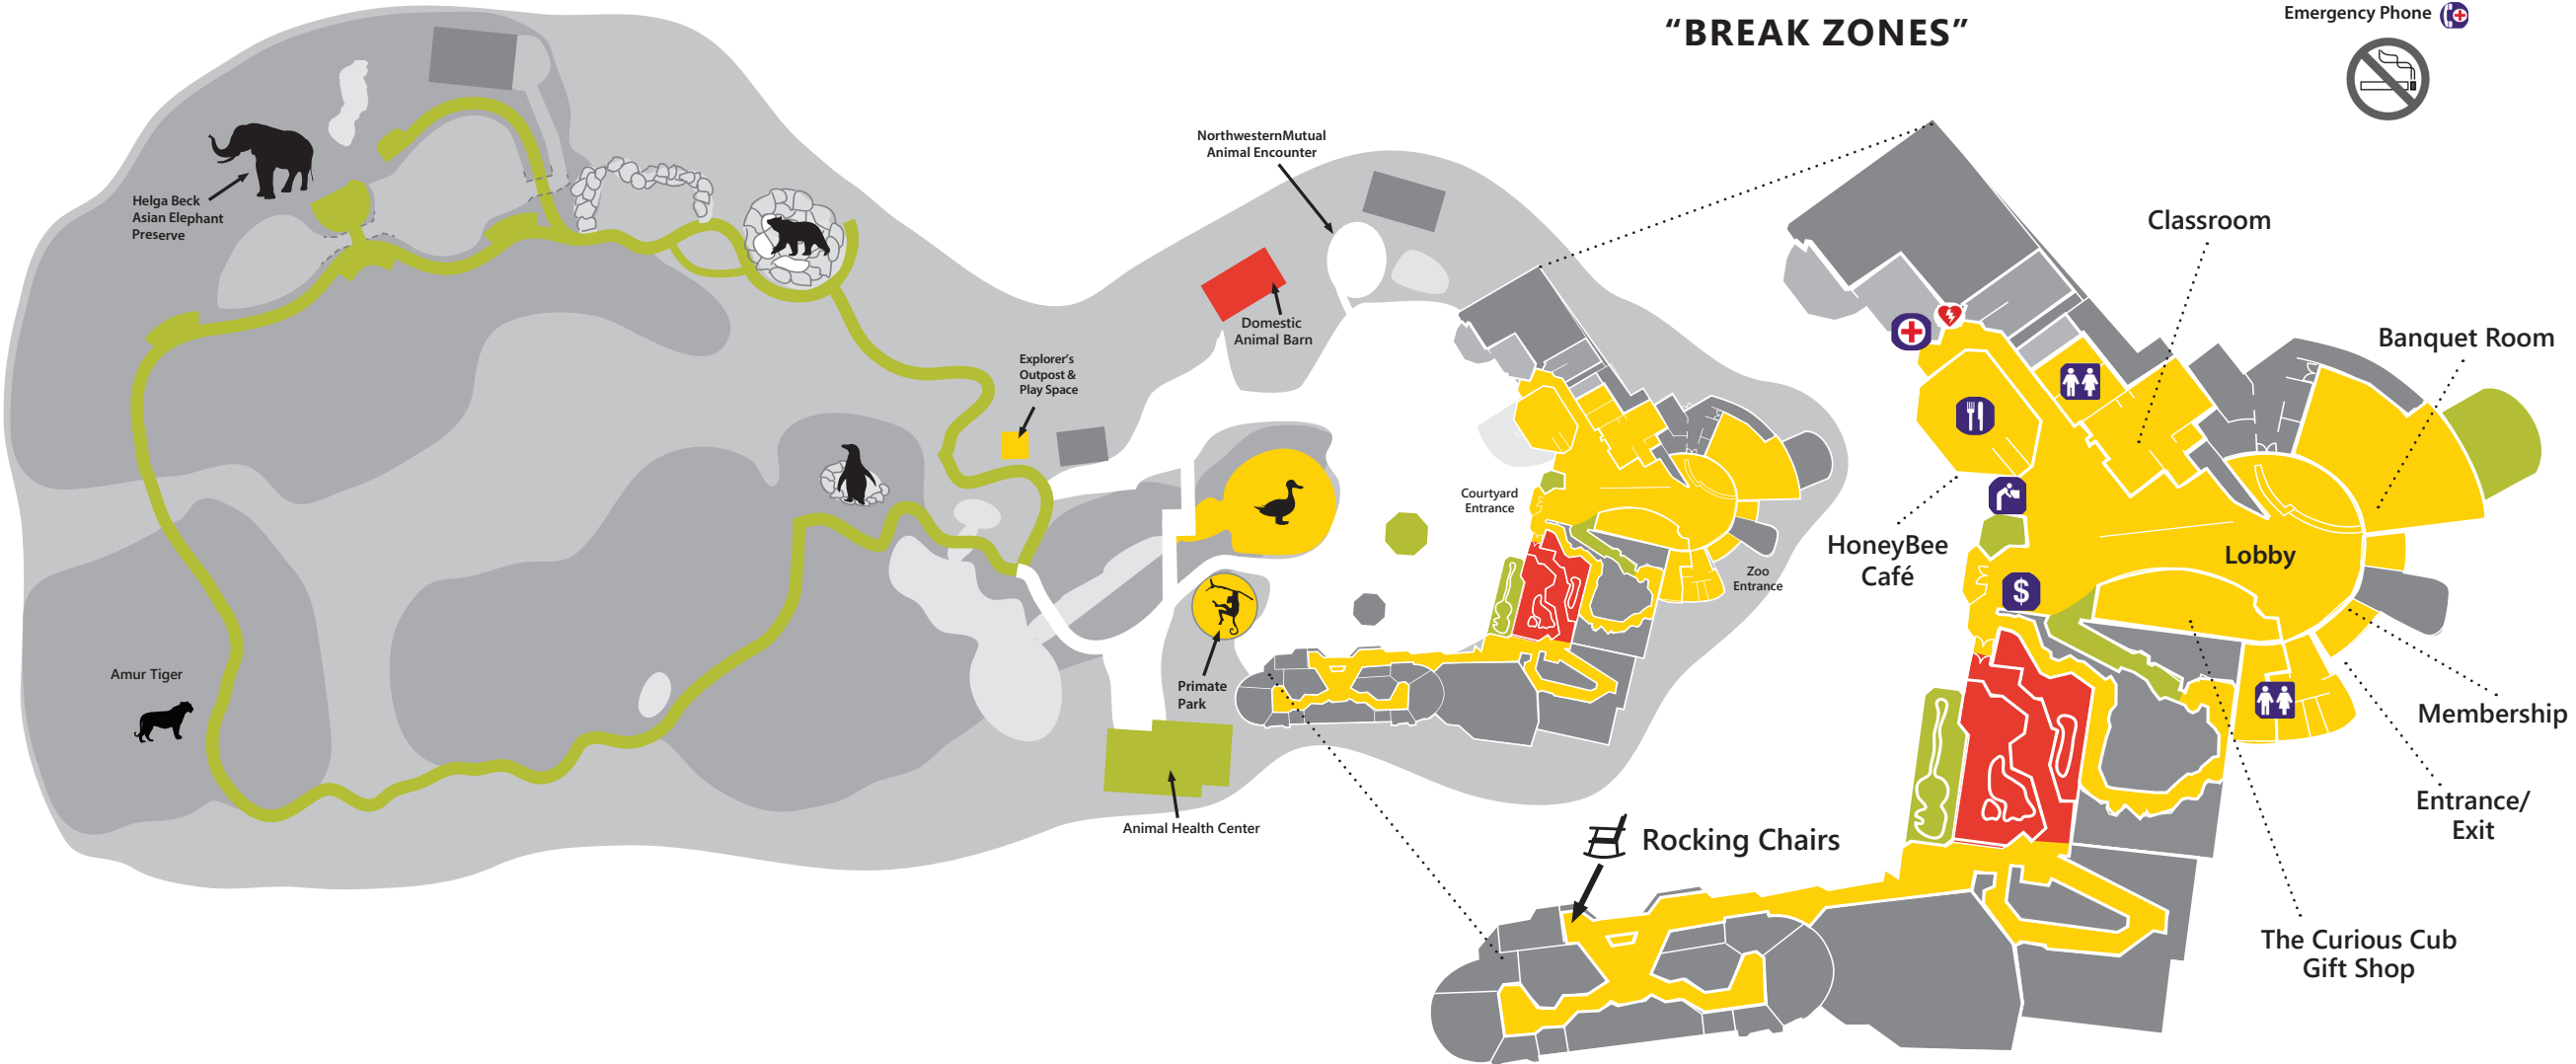 “BREAK ZONES”
Emergency Phone
NorthwesternMutual
Animal Encounter
Helga Beck
Asian Elephant
Preserve
Classroom
Domestic
Animal Barn
Banquet Room
Explorer’s
Outpost &
Play Space
Courtyard
Entrance
HoneyBee
Café
Lobby
$
Zoo
Entrance
Amur Tiger
Primate
Park
Membership
Entrance/
Exit
Animal Health Center
Rocking Chairs
The Curious Cub
Gift Shop